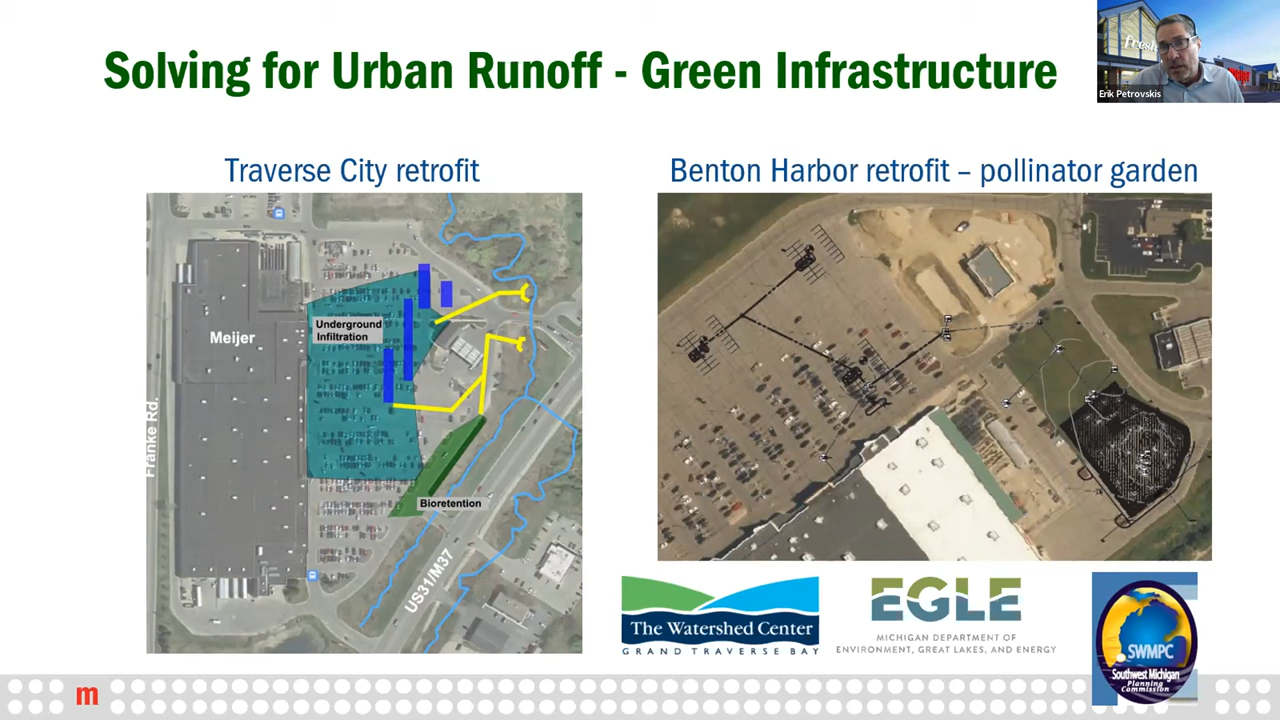 Solving for Urban Runoff - Green Infrastructure
fresh
Erik Petrovskis
Traverse City retrofit
Benton Harbor retrofit – pollinator garden
Meijer
Underground
Infiltration
Bioretention
Franke Rd.
US31/M37
The Watershed Center
GRAND TRAVERSE BAY
EGLE
MICHIGAN DEPARTMENT OF
ENVIRONMENT, GREAT LAKES, AND ENERGY
SWMPC
Southwest Michigan
Planning
Commission
m